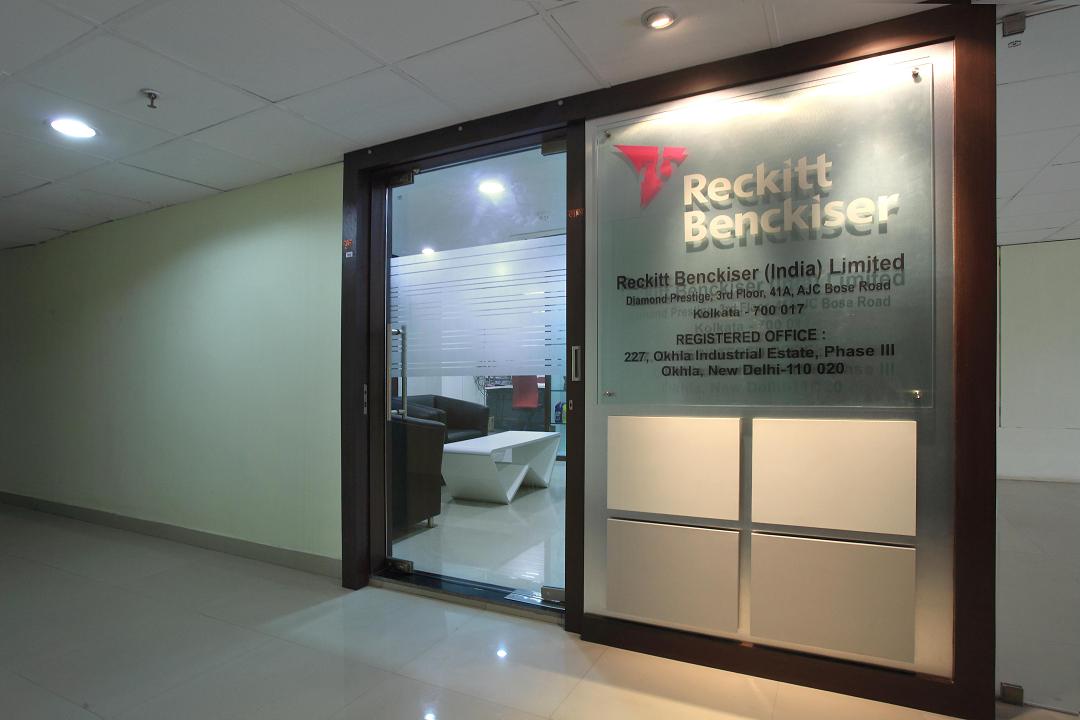 Reckitt
Benckiser
Reckitt Benckiser (India) Limited
Diamond Prestige, 3rd Floor, 41A, AJC Bose Road
Kolkata - 700 017
REGISTERED OFFICE :
227, Okhla Industrial Estate, Phase III
Okhla, New Delhi-110 020